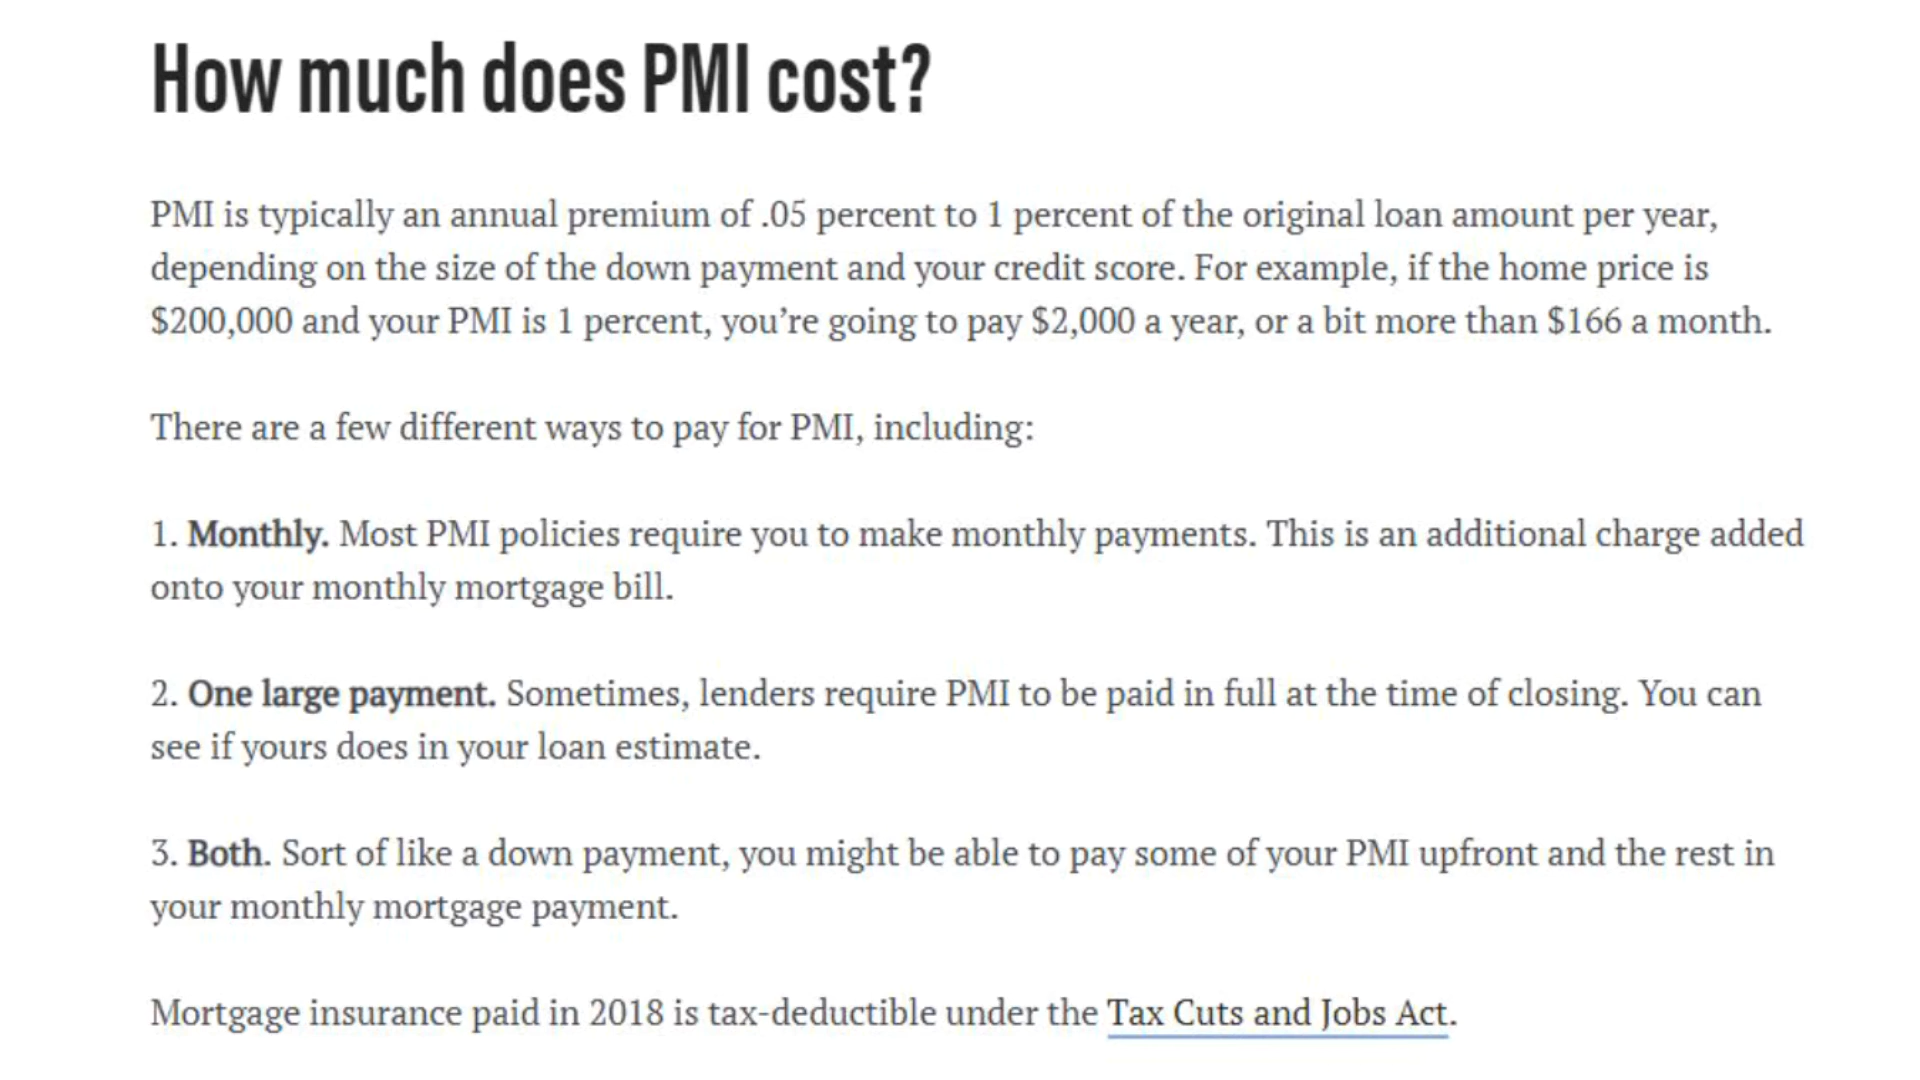 How much does PMI cost?
PMI is typically an annual premium of .05 percent to 1 percent of the original loan amount per year,
depending on the size of the down payment and your credit score. For example, if the home price is
$200,000 and your PMI is 1 percent, you’re going to pay $2,000 a year, or a bit more than $166 a month.
There are a few different ways to pay for PMI, including:
1. Monthly. Most PMI policies require you to make monthly payments. This is an additional charge added
onto your monthly mortgage bill.
2. One large payment. Sometimes, lenders require PMI to be paid in full at the time of closing. You can
see if yours does in your loan estimate.
3. Both. Sort of like a down payment, you might be able to pay some of your PMI upfront and the rest in
your monthly mortgage payment.
Mortgage insurance paid in 2018 is tax-deductible under the Tax Cuts and Jobs Act.